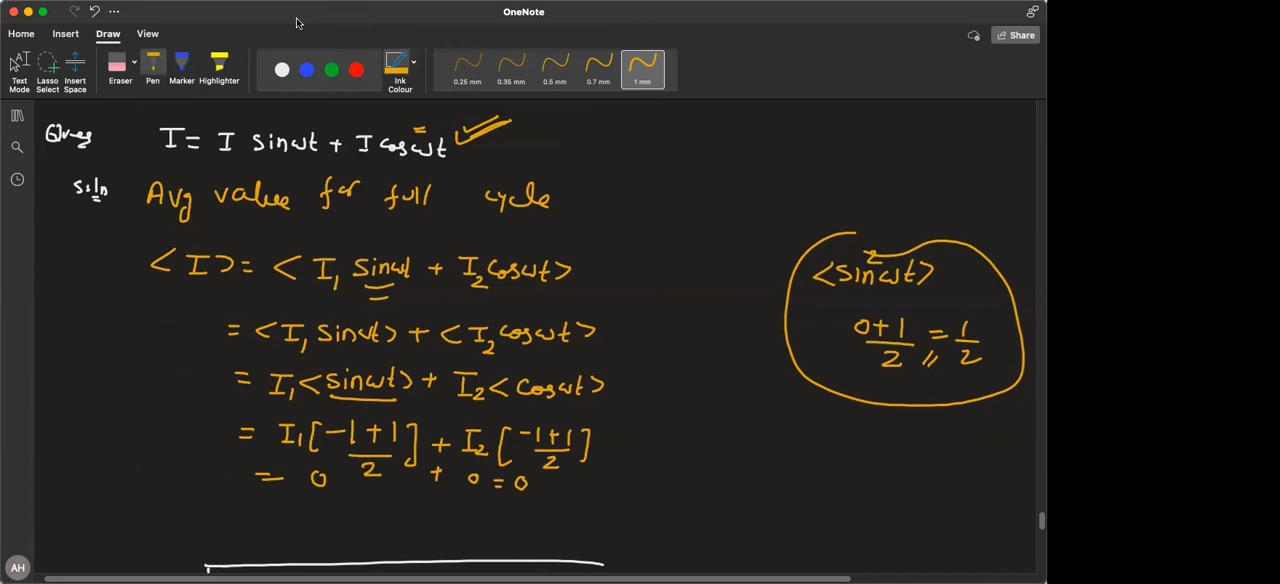 OneNote
Home Insert Draw View
Share
Text Mode
Lasso Select
Insert Space
Eraser
Pen
Marker
Highlighter
Ink Colour
0.25 mm
0.35 mm
0.5 mm
0.7 mm
1 mm
Ques I = I sinωt + I cosωt
Soln Avg value for full cycle
<I> = <I₁ sinωt + I₂ cosωt>
= <I₁ sinωt> + <I₂ cosωt>
= I₁ <sinωt> + I₂ <cosωt>
= I₁ [(-1+1)/2] + I₂ [(-1+1)/2]
= 0 + 0 = 0
<sin²ωt>
(0+1)/2 = 1/2
AH